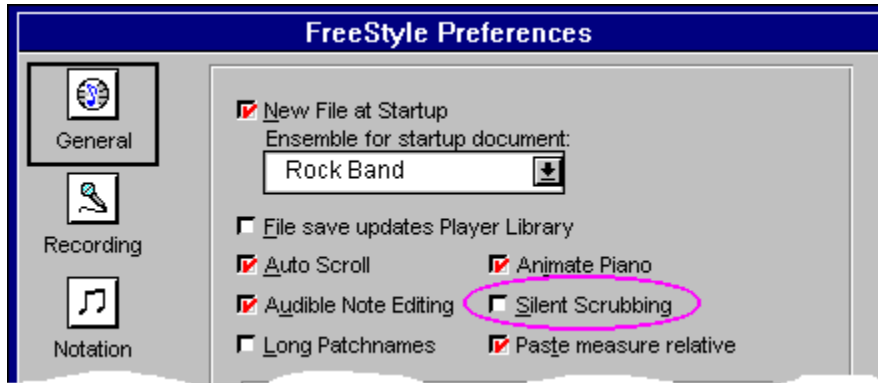 FreeStyle Preferences
General
Recording
Notation
New File at Startup
Ensemble for startup document:
Rock Band
File save updates Player Library
Auto Scroll
Animate Piano
Audible Note Editing
Silent Scrubbing
Long Patchnames
Paste measure relative